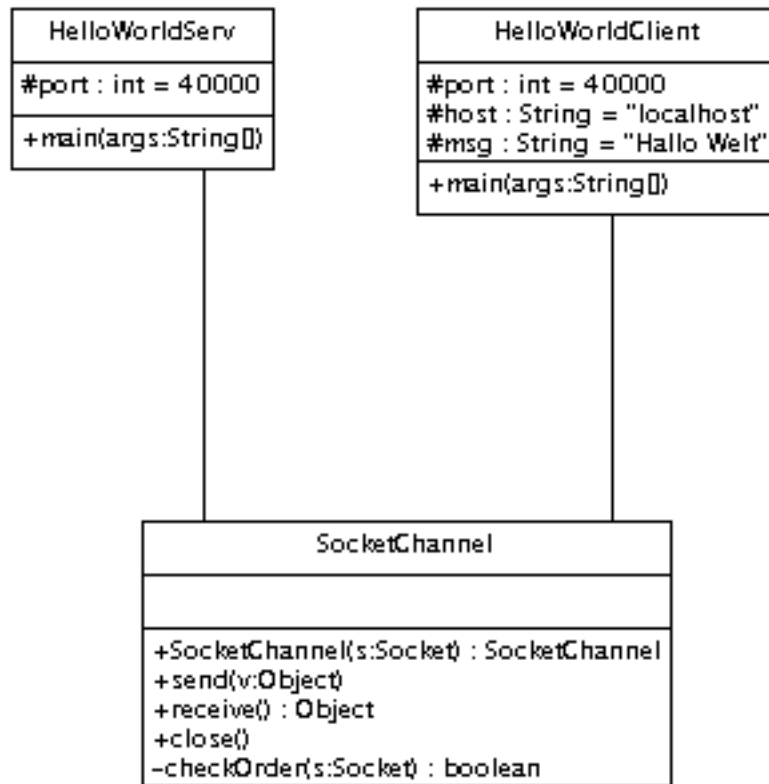 HelloWorldServ
#port : int = 40000
+main(args:String[])
HelloWorldClient
#port : int = 40000
#host : String = "localhost"
#msg : String = "Hallo Welt"
+main(args:String[])
SocketChannel
+SocketChannel(s:Socket) : SocketChannel
+send(v:Object)
+receive() : Object
+close()
-checkOrder(s:Socket) : boolean